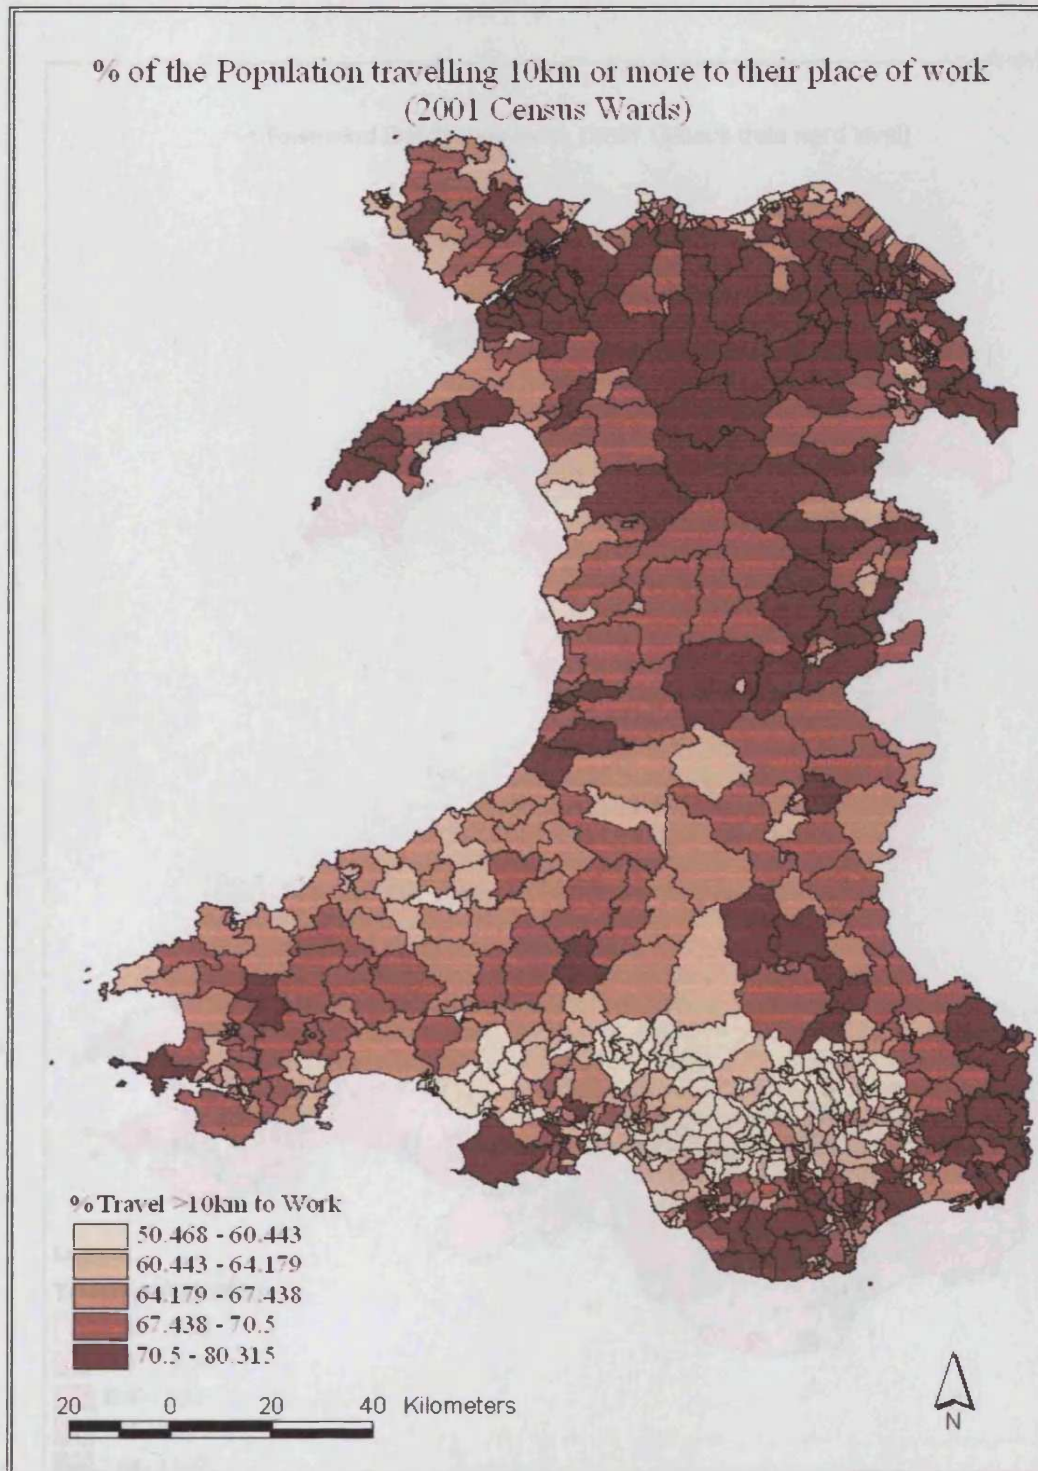 % of the Population travelling 10km or more to their place of work
(2001 Census Wards)
% Travel >10km to Work
50.468 - 60.443
60.443 - 64.179
64.179 - 67.438
67.438 - 70.5
70.5 - 80.315
20 0 20 40 Kilometers
N